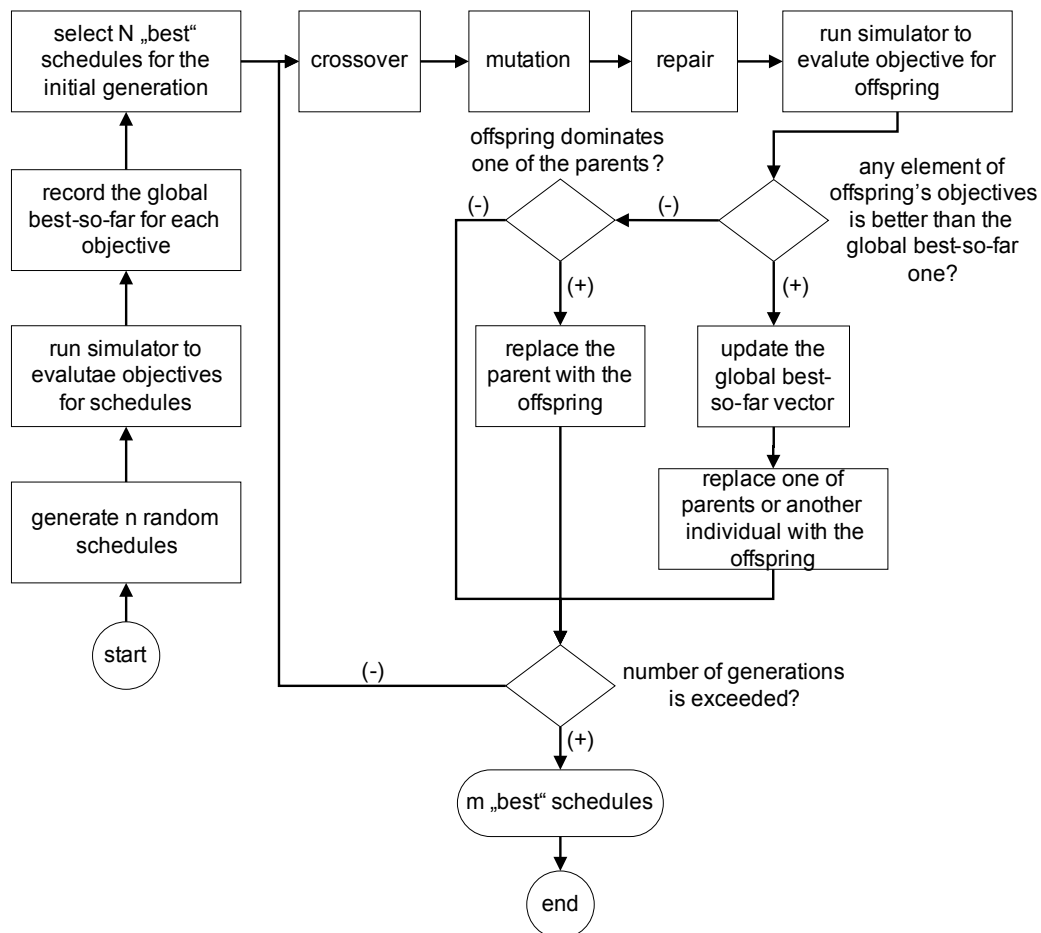 select N „best“
schedules for the
initial generation
crossover
mutation
repair
run simulator to
evalute objective for
offspring
offspring dominates
one of the parents?
any element of
offspring’s objectives
is better than the
global best-so-far
one?
(-)
(-)
(+)
(+)
record the global
best-so-far for each
objective
run simulator to
evalutae objectives
for schedules
replace the
parent with the
offspring
update the
global best-
so-far vector
generate n random
schedules
replace one of
parents or another
individual with the
offspring
start
(-)
number of generations
is exceeded?
(+)
m „best“ schedules
end